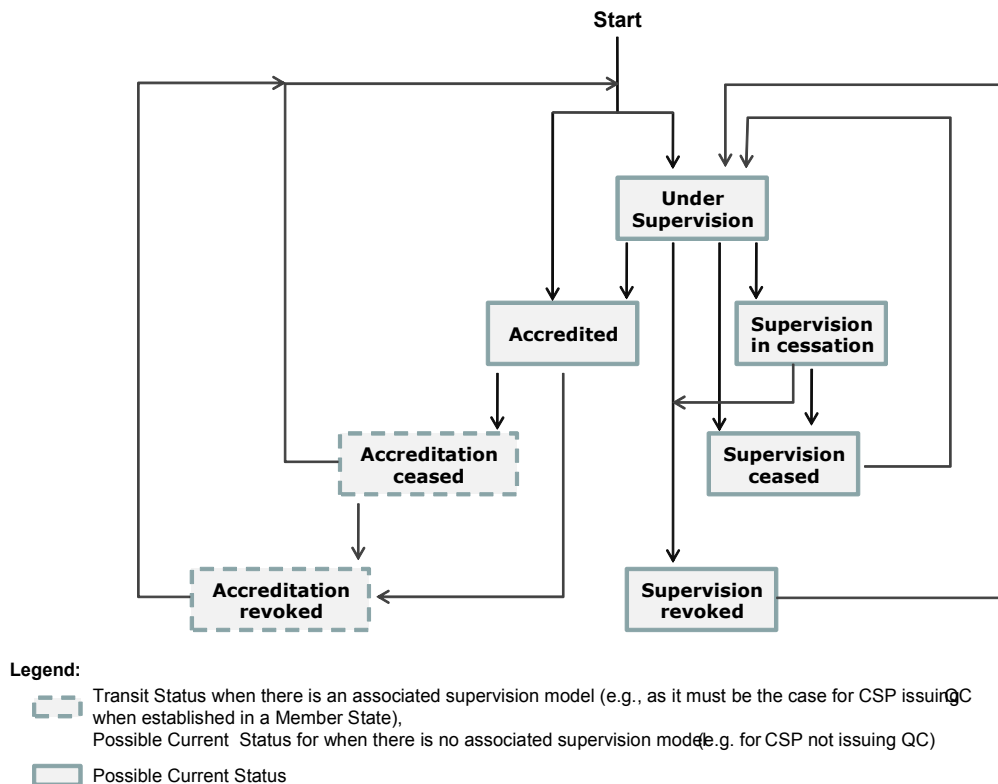 Start
Under
Supervision
Accredited
Supervision
in cessation
Accreditation
ceased
Supervision
ceased
Accreditation
revoked
Supervision
revoked
Legend:
Transit Status when there is an associated supervision model (e.g., as it must be the case for CSP issuing QC
when established in a Member State),
Possible Current Status for when there is no associated supervision model (e.g. for CSP not issuing QC)
Possible Current Status